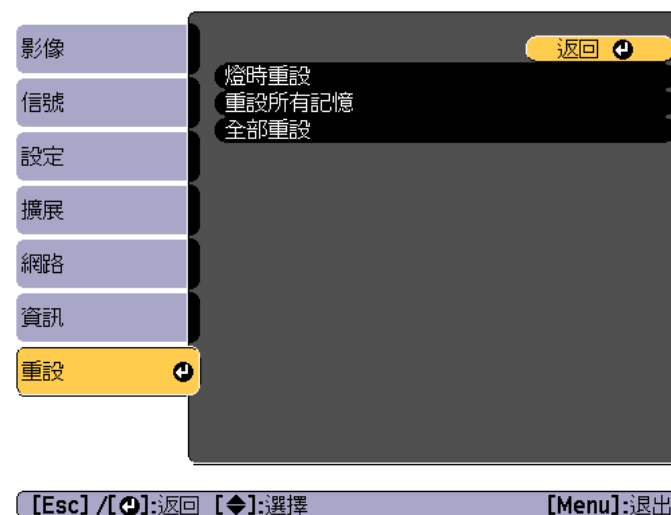 影像
信號
設定
擴展
網路
資訊
重設
返回
燈時重設
重設所有記憶
全部重設
[Esc] /[ ]:返回 [ ]:選擇 [Menu]:退出